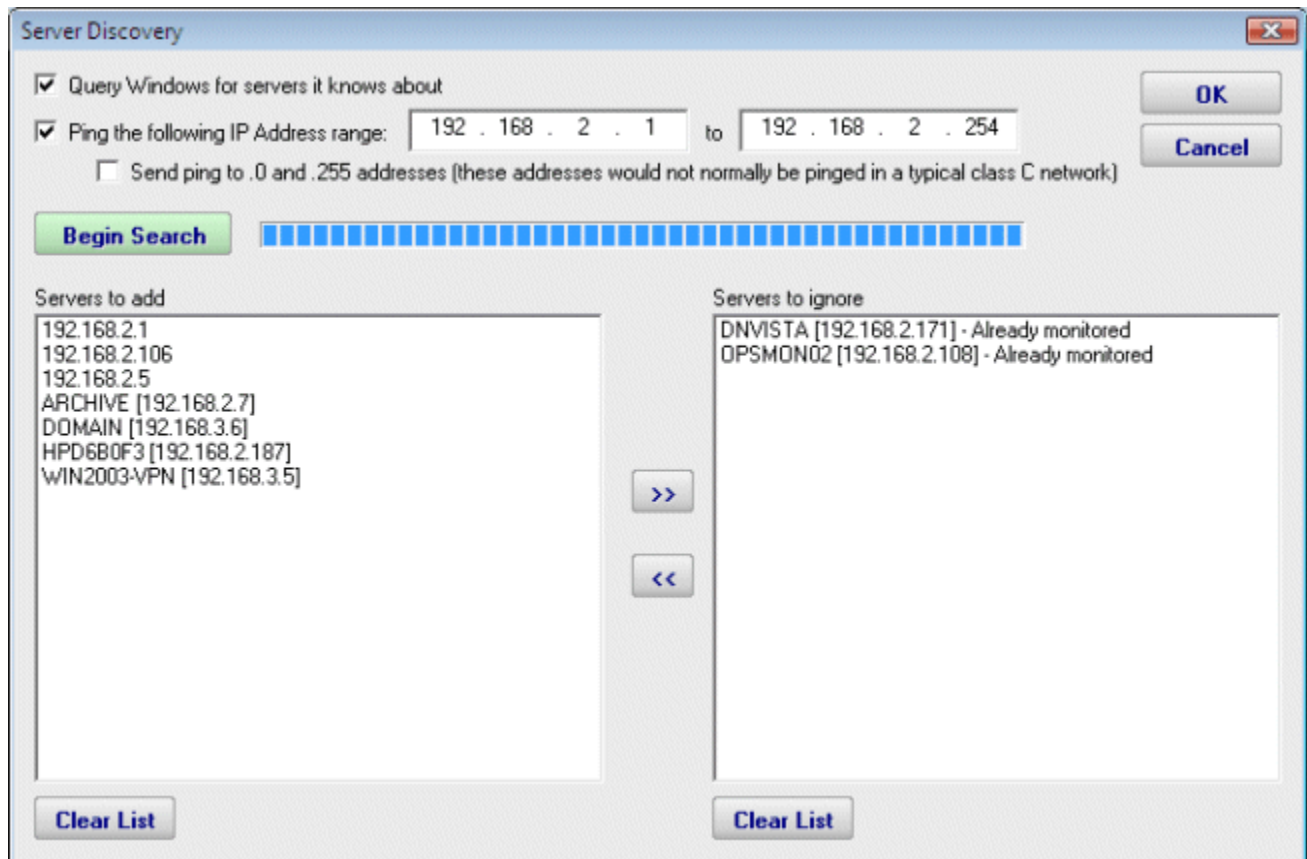 Server Discovery
Query Windows for servers it knows about
OK
Ping the following IP Address range: 192 . 168 . 2 . 1 to 192 . 168 . 2 . 254
Cancel
Send ping to .0 and .255 addresses (these addresses would not normally be pinged in a typical class C network)
Begin Search
Servers to add
192.168.2.1
192.168.2.106
192.168.2.5
ARCHIVE [192.168.2.7]
DOMAIN [192.168.3.6]
HPD6B0F3 [192.168.2.187]
WIN2003-VPN [192.168.3.5]
>>
<<
Servers to ignore
DNVISTA [192.168.2.171] - Already monitored
OPSMON02 [192.168.2.108] - Already monitored
Clear List
Clear List